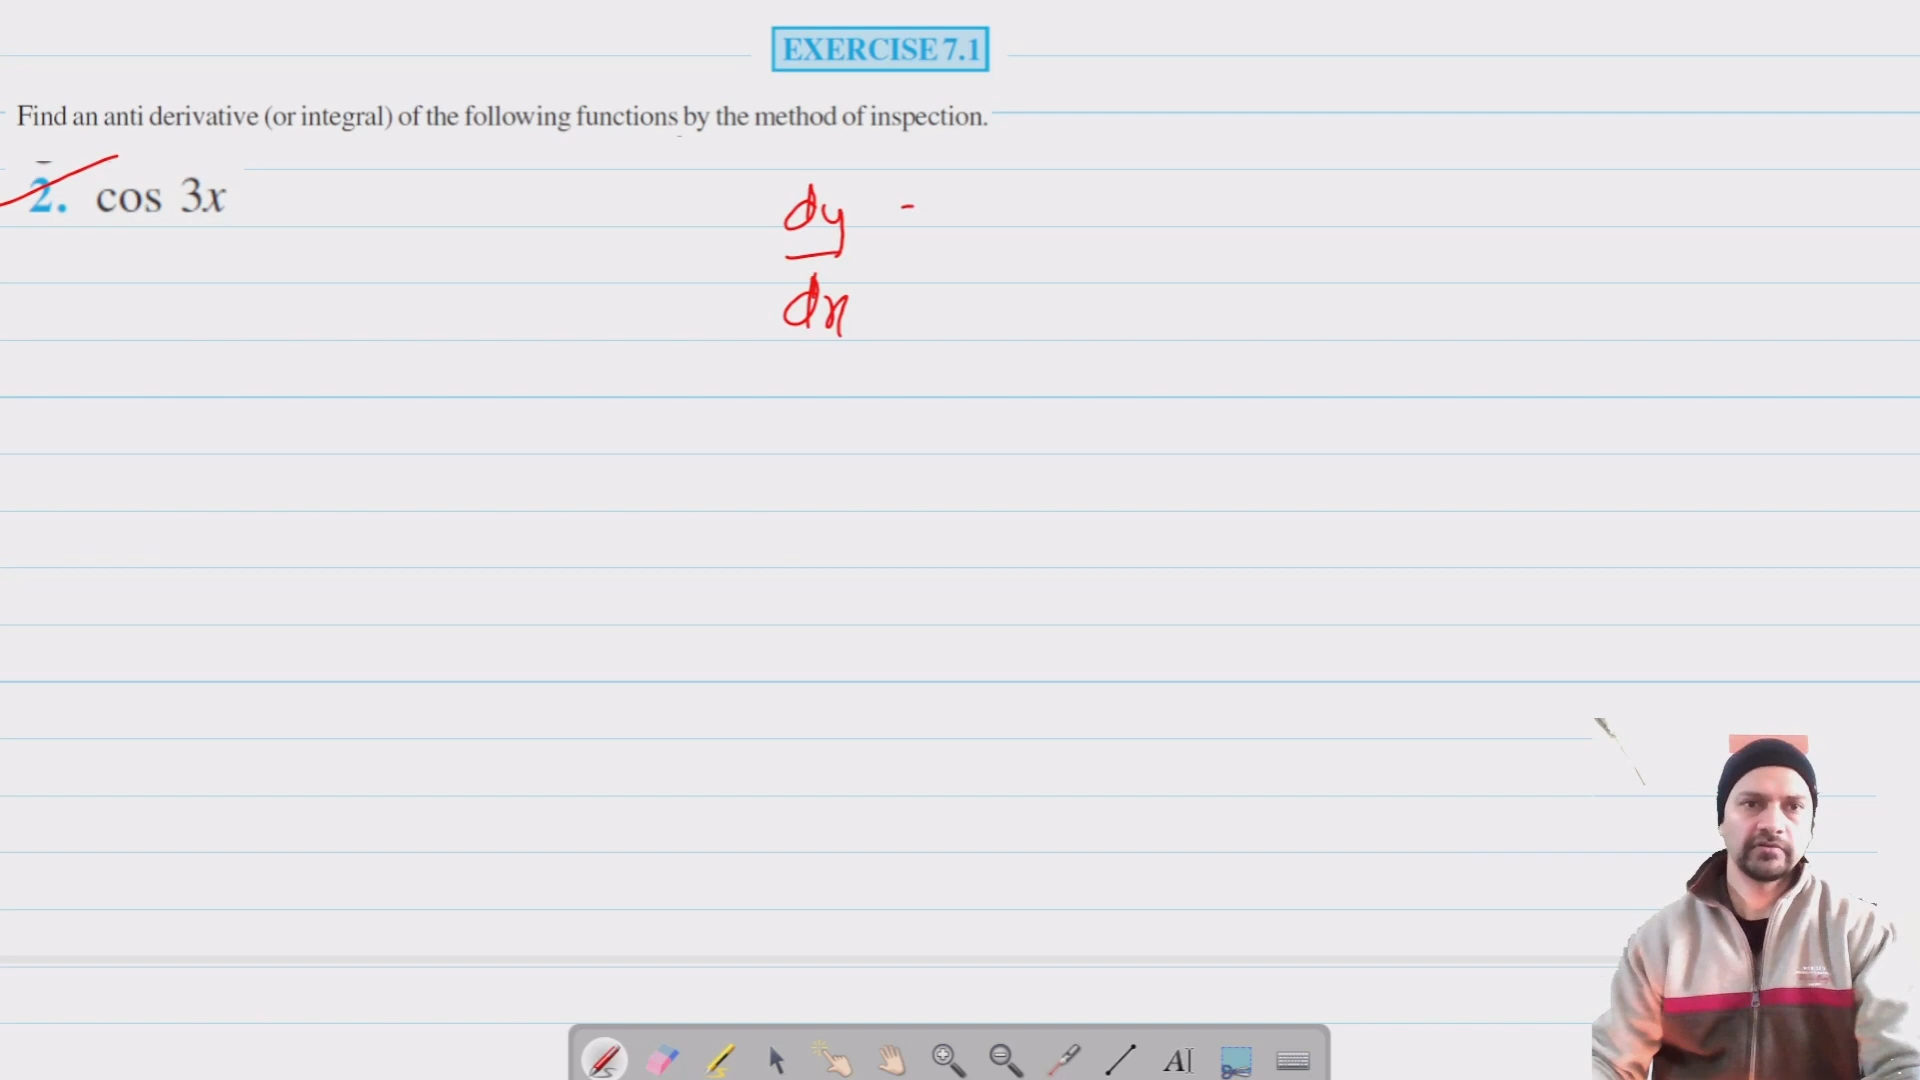 EXERCISE 7.1
Find an anti derivative (or integral) of the following functions by the method of inspection.
2. cos 3x
dy -
dx
AI